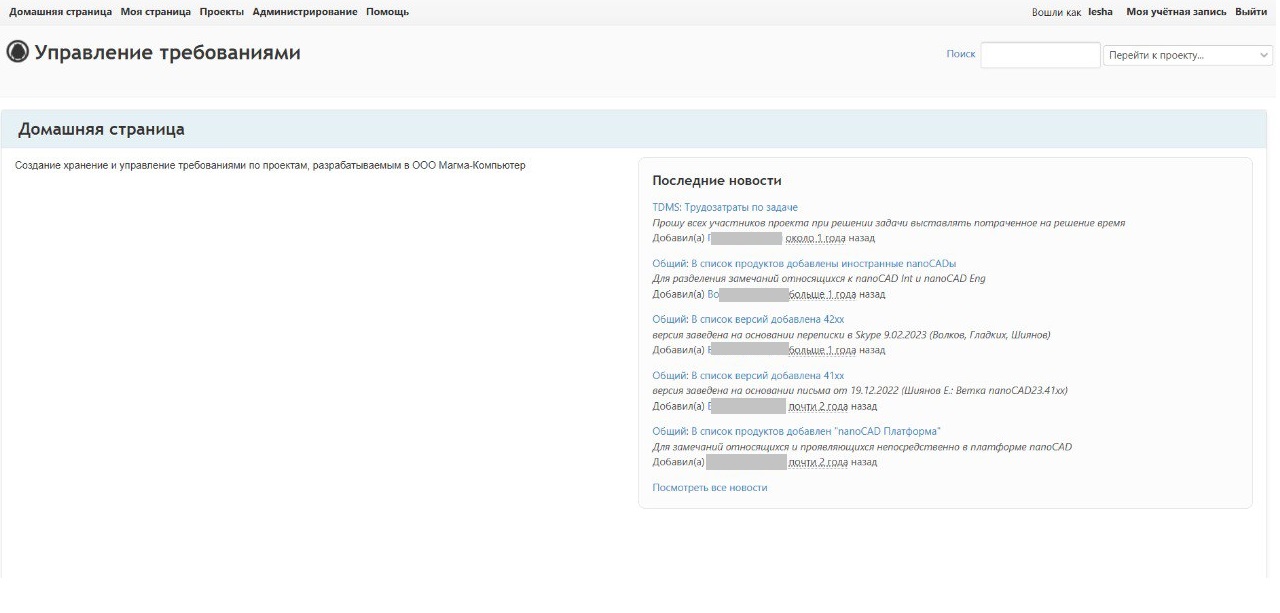 Домашняя страница Моя страница Проекты Администрирование Помощь Вошли как lesha Моя учётная запись Выйти
Управление требованиями Поиск Перейти к проекту...
Домашняя страница
Создание хранение и управление требованиями по проектам, разрабатываемым в ООО Магма-Компьютер
Последние новости
TDMS: Трудозатраты по задаче
Прошу всех участников проекта при решении задачи выставлять потраченное на решение время
Добавил(а) около 1 года назад
Общий: В список продуктов добавлены иностранные nanoCADы
Для разделения замечаний относящихся к nanoCAD Int и nanoCAD Eng
Добавил(а) Во больше 1 года назад
Общий: В список версий добавлена 42xx
версия заведена на основании переписки в Skype 9.02.2023 (Волков, Гладких, Шиянов)
Добавил(а) больше 1 года назад
Общий: В список версий добавлена 41xx
версия заведена на основании письма от 19.12.2022 (Шиянов Е.: Ветка nanoCAD23.41xx)
Добавил(а) почти 2 года назад
Общий: В список продуктов добавлен "nanoCAD Платформа"
Для замечаний относящихся и проявляющихся непосредственно в платформе nanoCAD
Добавил(а) почти 2 года назад
Посмотреть все новости